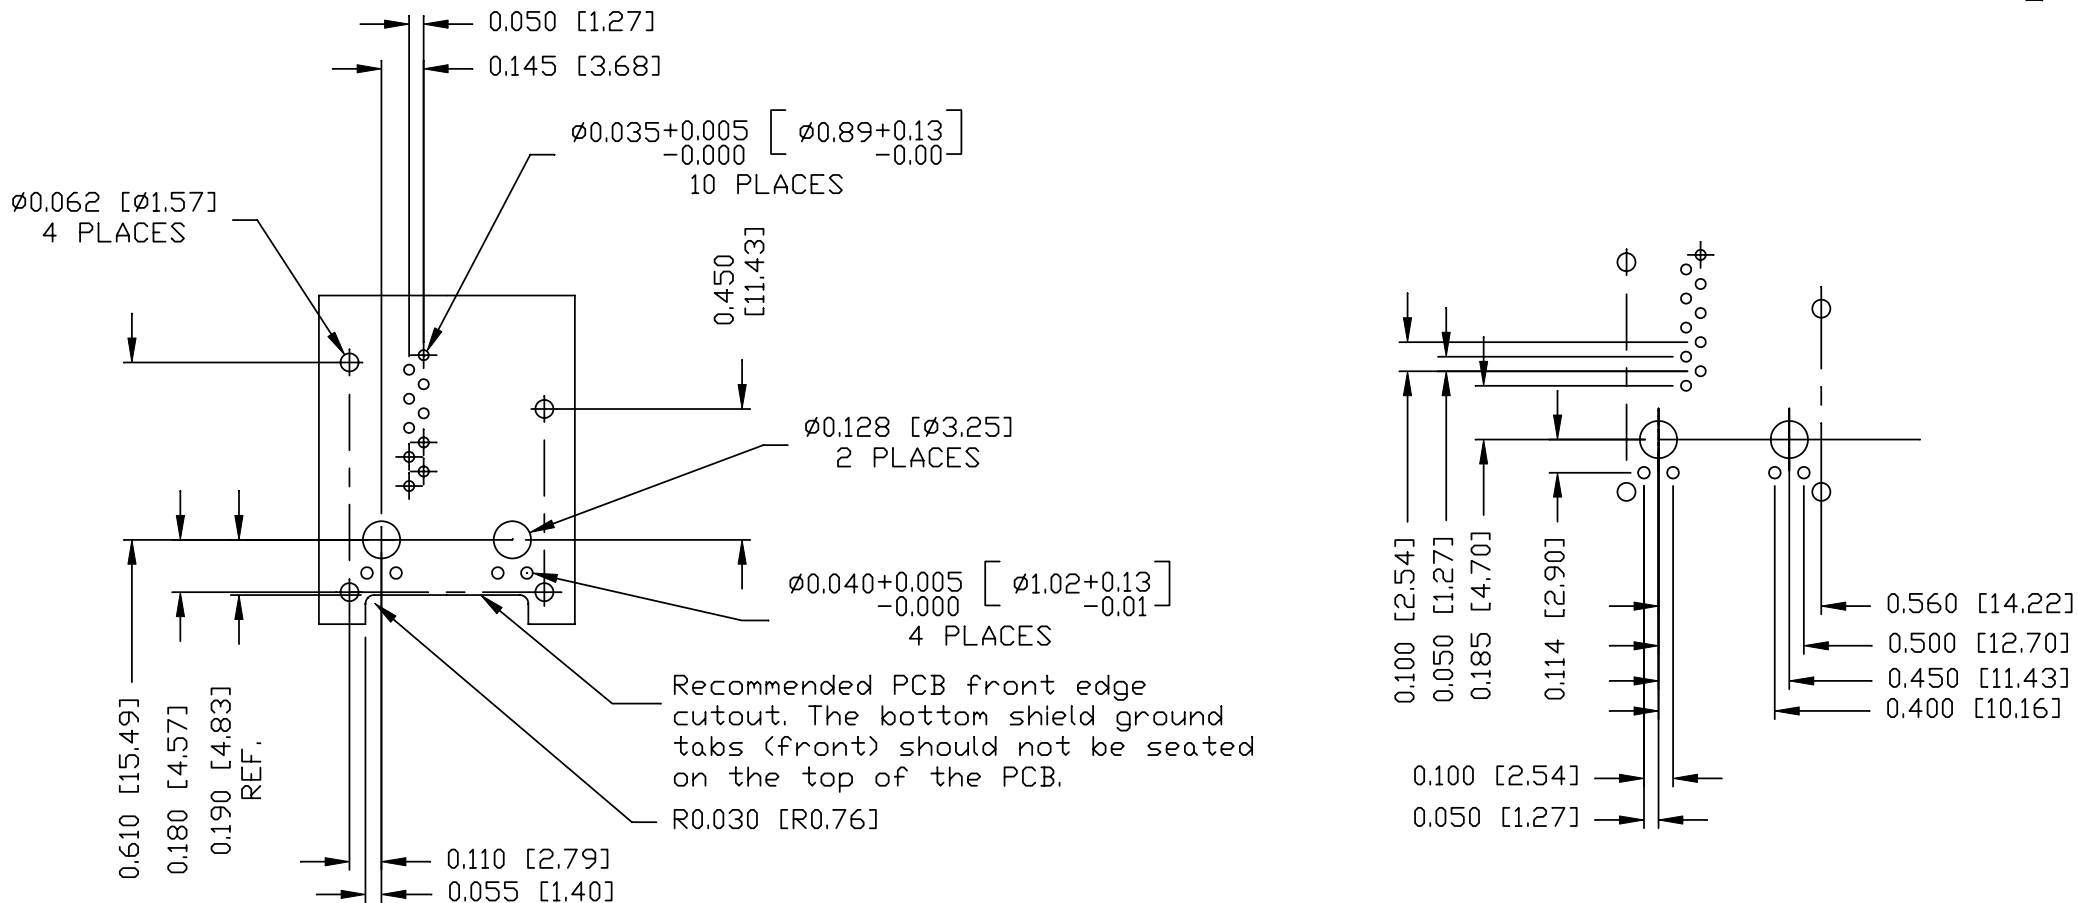 0.050 [1.27]
0.145 [3.68]
Ø0.035+0.005 [ Ø0.89+0.13 ]
-0.000 -0.00
10 PLACES
Ø0.062 [Ø1.57]
4 PLACES
0.450
[11.43]
Ø0.128 [Ø3.25]
2 PLACES
Ø0.040+0.005 [ Ø1.02+0.13 ]
-0.000 -0.01
4 PLACES
Recommended PCB front edge
cutout. The bottom shield ground
tabs (front) should not be seated
on the top of the PCB.
R0.030 [R0.76]
0.610 [15.49]
0.180 [4.57]
0.190 [4.83]
REF.
0.110 [2.79]
0.055 [1.40]
0.100 [2.54]
0.050 [1.27]
0.185 [4.70]
0.114 [2.90]
0.560 [14.22]
0.500 [12.70]
0.450 [11.43]
0.400 [10.16]
0.100 [2.54]
0.050 [1.27]